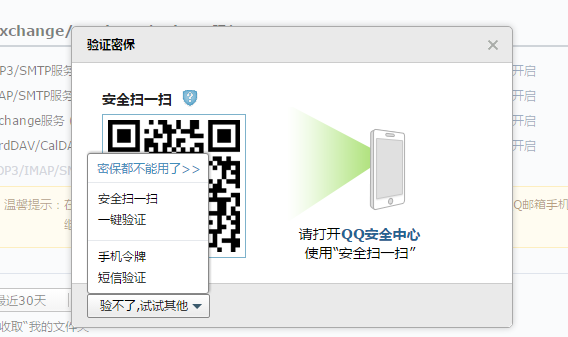 xchange/
验证密保
P3/SMTP服务
开启
AP/SMTP服务
开启
xchange服务
开启
rdDAV/CalDA
开启
OP3/IMAP/SM
温馨提示：在
Q邮箱手机
安全扫一扫
密保都不能用了>>
安全扫一扫
一键验证
手机令牌
短信验证
请打开QQ安全中心
使用“安全扫一扫”
最近30天
验不了,试试其他
收取“我的文件夹